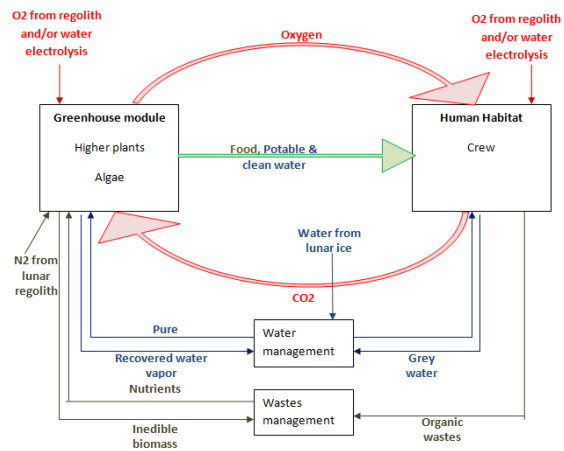 O2 from regolith
and/or water
electrolysis
O2 from regolith
and/or water
electrolysis
Oxygen
Greenhouse module
Higher plants
Algae
Human Habitat
Crew
Food, Potable &
clean water
Water from
lunar ice
N2 from
lunar
regolith
CO2
Pure
Water
management
Recovered water
vapor
Grey
water
Nutrients
Wastes
management
Inedible
biomass
Organic
wastes